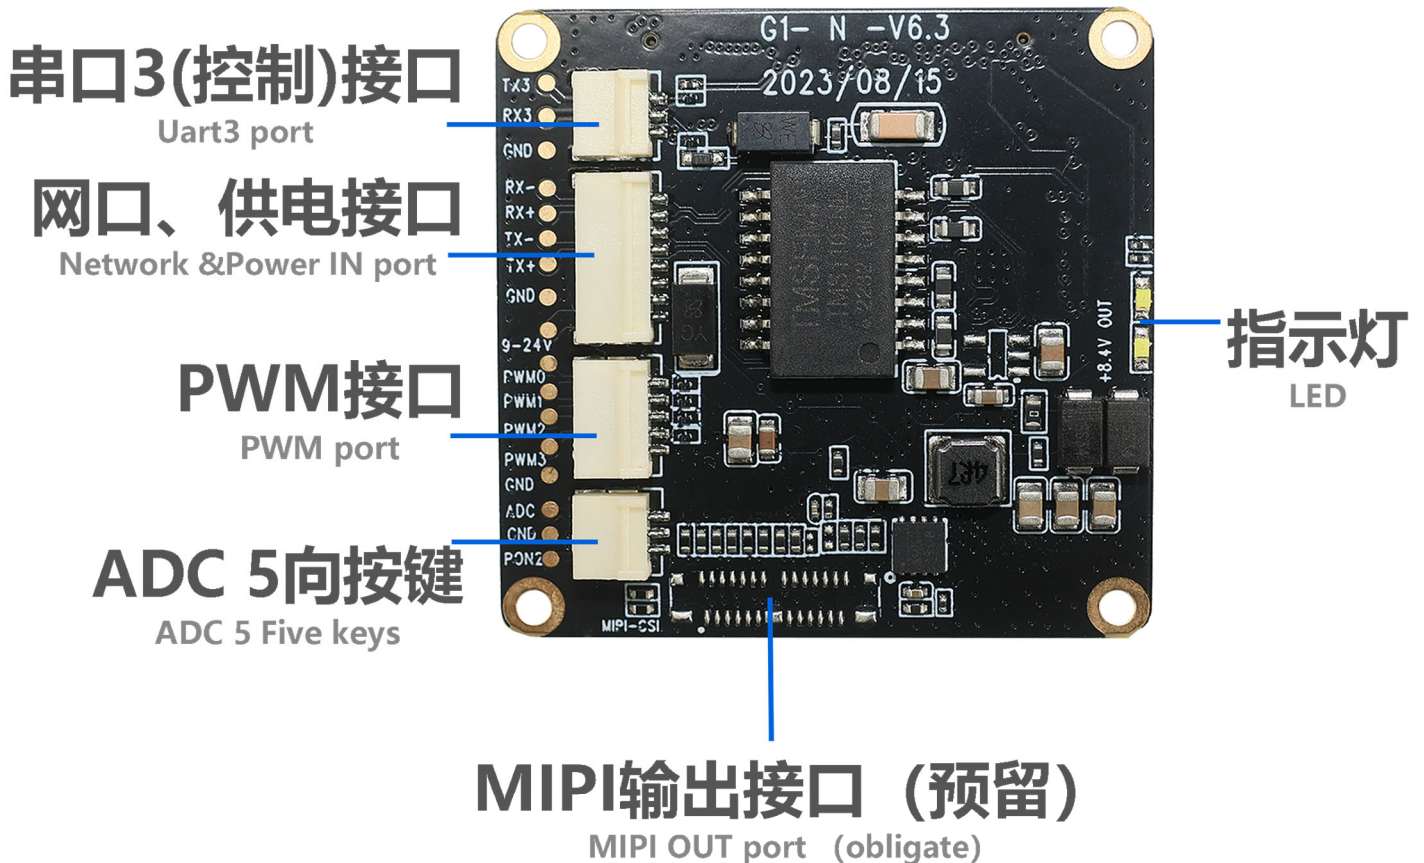 G1- N -V6.3
2023/08/15
串口3(控制)接口
Uart3 port
TX3
RX3
GND
网口、供电接口
Network &Power IN port
RX-
RX+
TX-
TX+
GND
9-24V
PWM接口
PWM port
PWM0
PWM1
PWM2
PWM3
GND
ADC 5向按键
ADC 5 Five keys
ADC
GND
PON2
MIPI-CSI
YG
4R7
+8.4V OUT
指示灯
LED
MIPI输出接口（预留）
MIPI OUT port （obligate）